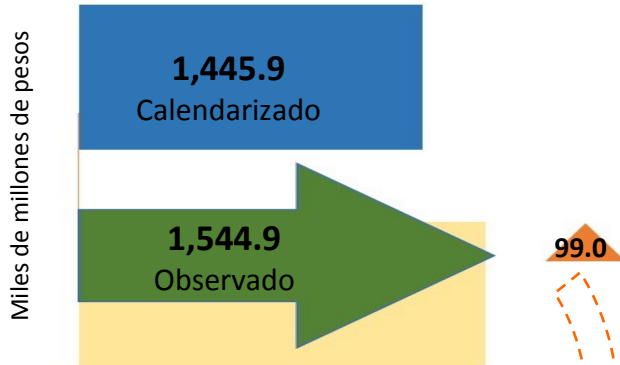 Miles de millones de pesos
1,445.9
Calendarizado
1,544.9
Observado
99.0